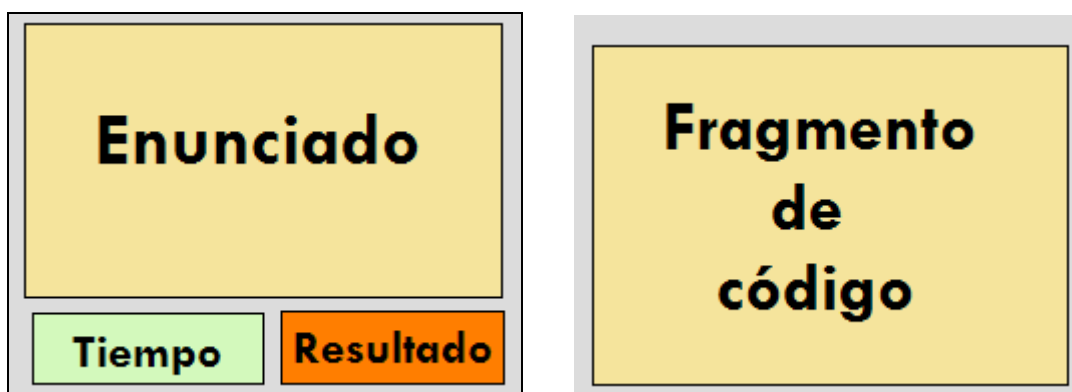 Enunciado
Tiempo
Resultado
Fragmento
de
código